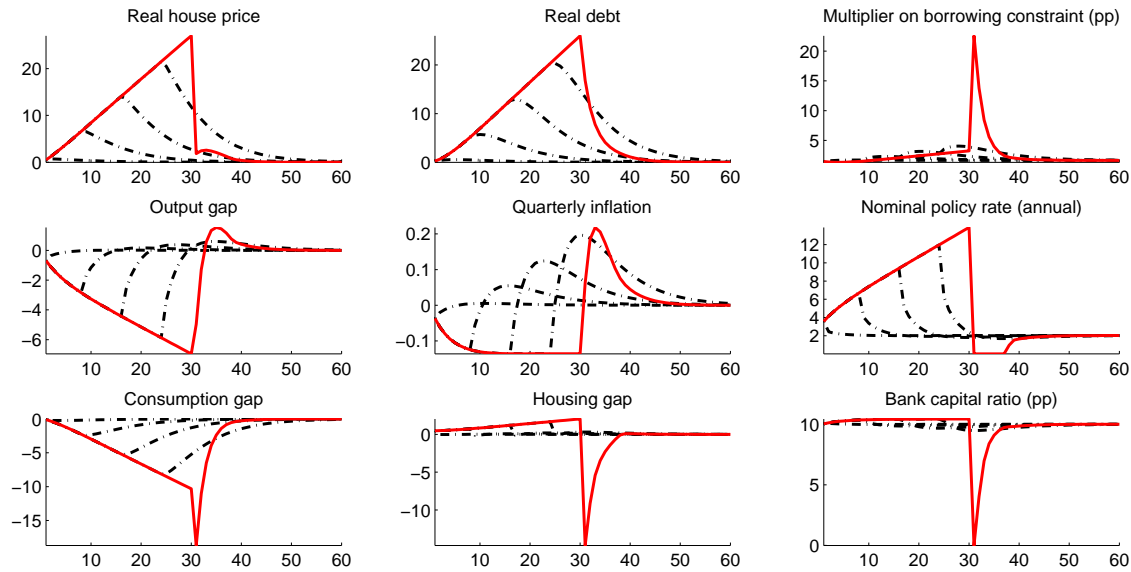 Real house price Real debt Multiplier on borrowing constraint (pp)
20 20 20
10 10 15
10
5
0 0
10 20 30 40 50 60 10 20 30 40 50 60 10 20 30 40 50 60
Output gap Quarterly inflation Nominal policy rate (annual)
0 0.2 12
−2 0.1 10
−4 0 8
−6 −0.1 6
4
2
10 20 30 40 50 60 10 20 30 40 50 60 10 20 30 40 50 60
Consumption gap Housing gap Bank capital ratio (pp)
0 0 10
−5 −5 5
−10 −10 0
−15
10 20 30 40 50 60 10 20 30 40 50 60 10 20 30 40 50 60